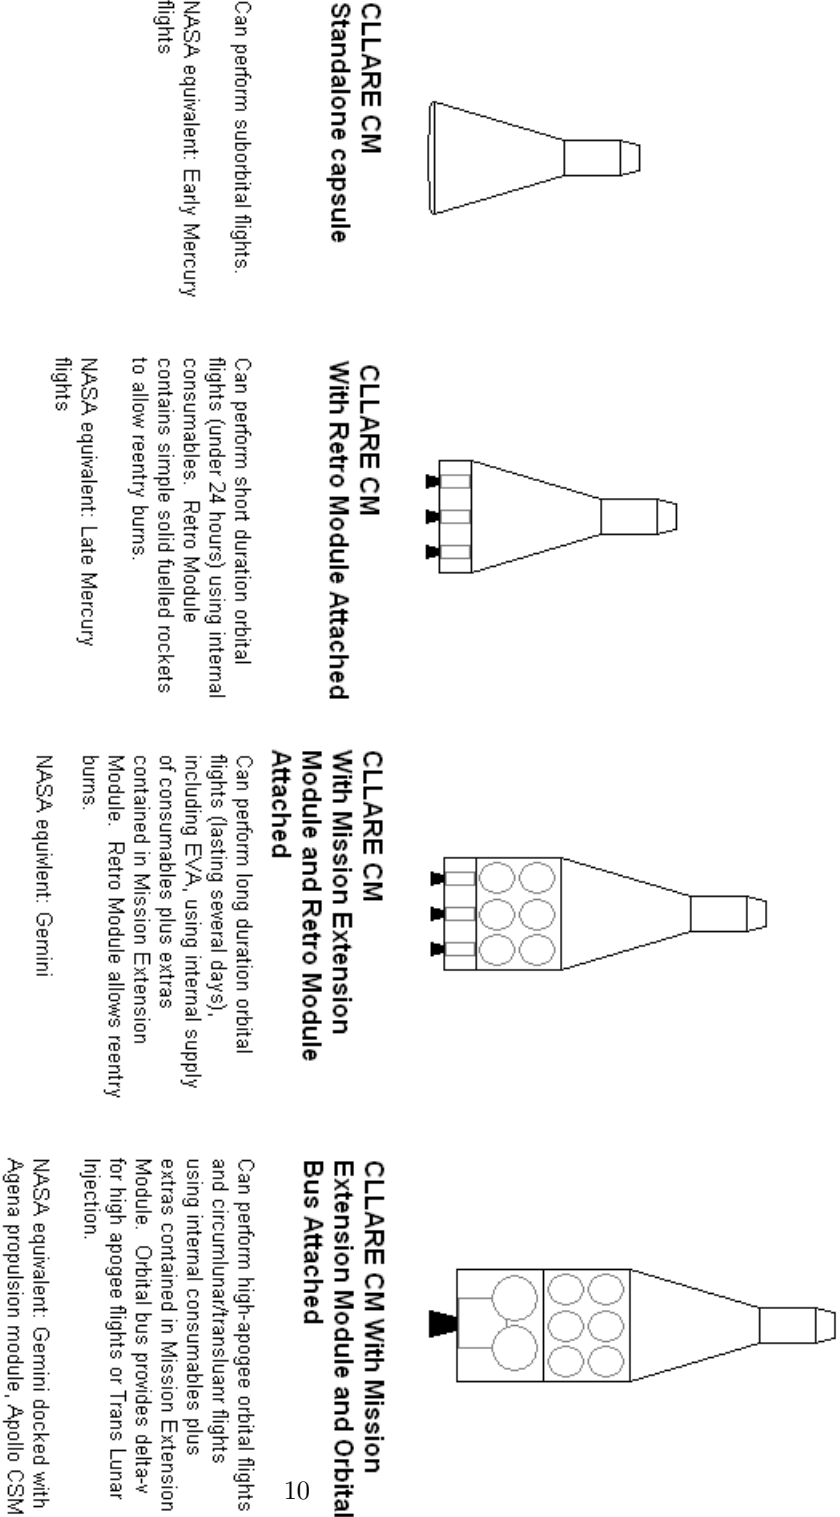 CLLARE CM
Standalone capsule
Can perform suborbital flights.
NASA equivalent: Early Mercury
flights
CLLARE CM
With Retro Module Attached
Can perform short duration orbital
flights (under 24 hours) using internal
consumables. Retro Module
contains simple solid fuelled rockets
to allow reentry burns.
NASA equivalent: Late Mercury
flights
CLLARE CM
With Mission Extension
Module and Retro Module
Attached
Can perform long duration orbital
flights (lasting several days),
including EVA, using internal supply
of consumables plus extras
contained in Mission Extension
Module. Retro Module allows reentry
burns.
NASA equivlent: Gemini
CLLARE CM With Mission
Extension Module and Orbital
Bus Attached
Can perform high-apogee orbital flights
and circumlunar/transluanr flights
using internal consumables plus
extras contained in Mission Extension
Module. Orbital bus provides delta-v
for high apogee flights or Trans Lunar
Injection.
NASA equivalent: Gemini docked with
Agena propulsion module, Apollo CSM
10